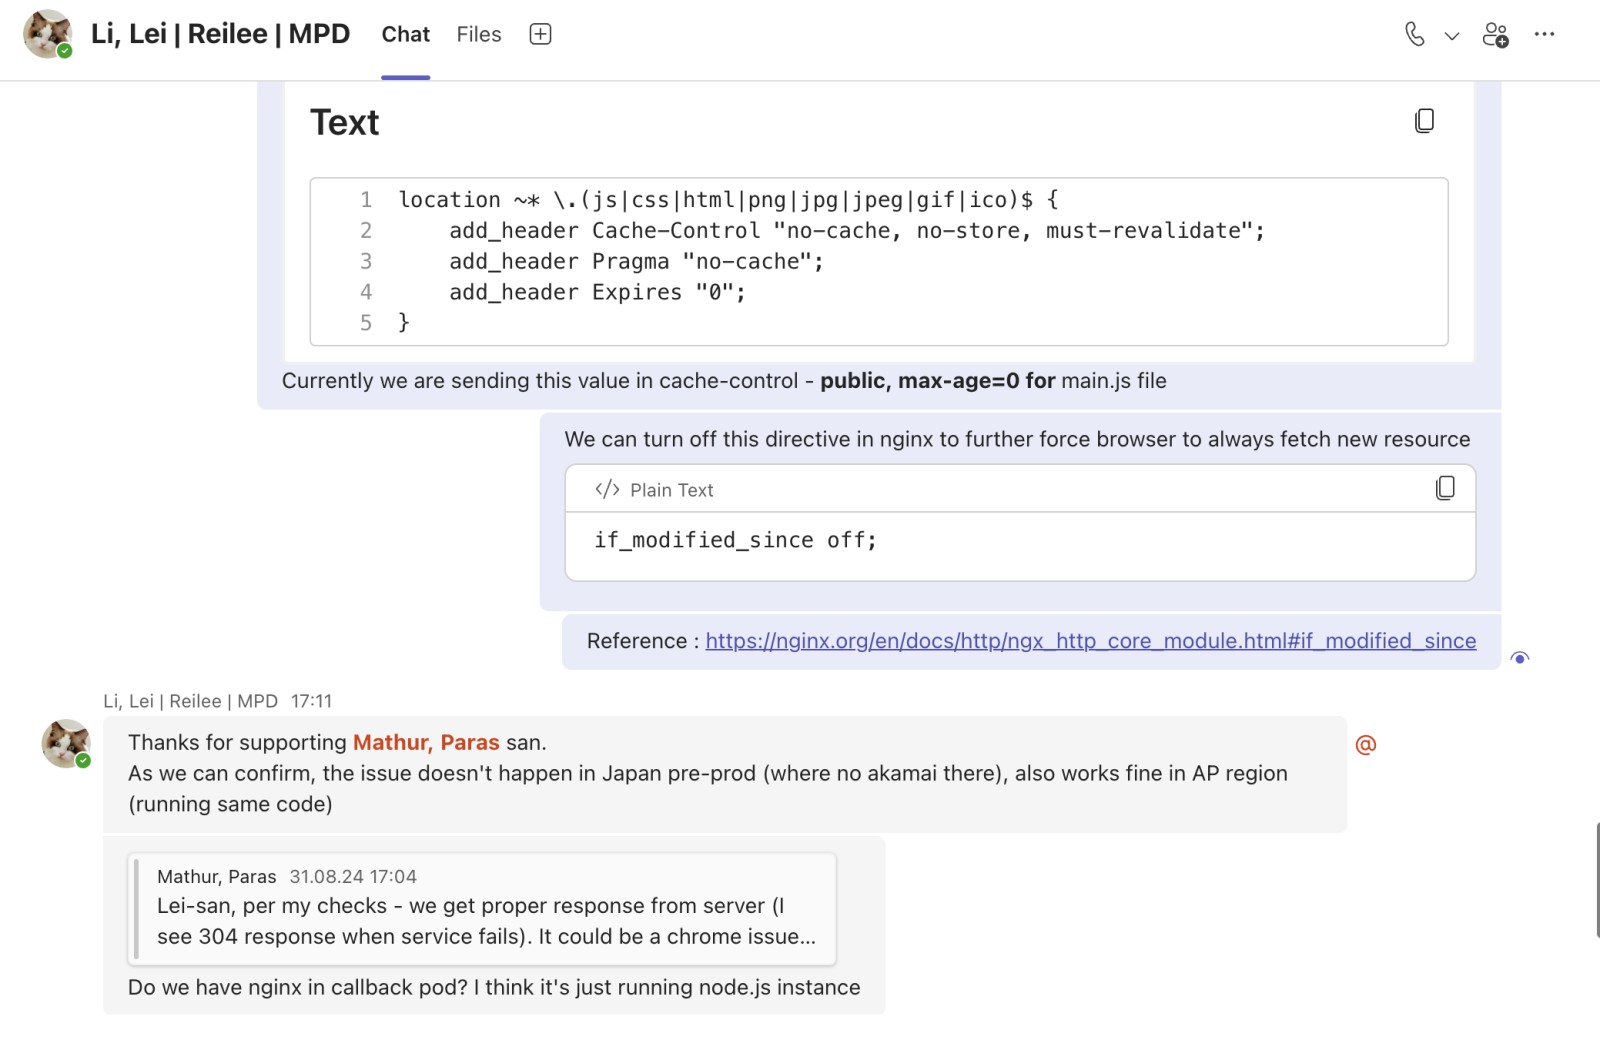 Li, Lei | Reilee | MPD Chat Files
Text
1 location ~* \.(js|css|html|png|jpg|jpeg|gif|ico)$ {
2     add_header Cache-Control "no-cache, no-store, must-revalidate";
3     add_header Pragma "no-cache";
4     add_header Expires "0";
5 }
Currently we are sending this value in cache-control - public, max-age=0 for main.js file
We can turn off this directive in nginx to further force browser to always fetch new resource
</> Plain Text
if_modified_since off;
Reference : https://nginx.org/en/docs/http/ngx_http_core_module.html#if_modified_since
Li, Lei | Reilee | MPD 17:11
Thanks for supporting Mathur, Paras san.
@
As we can confirm, the issue doesn't happen in Japan pre-prod (where no akamai there), also works fine in AP region
(running same code)
Mathur, Paras 31.08.24 17:04
Lei-san, per my checks - we get proper response from server (I
see 304 response when service fails). It could be a chrome issue...
Do we have nginx in callback pod? I think it's just running node.js instance